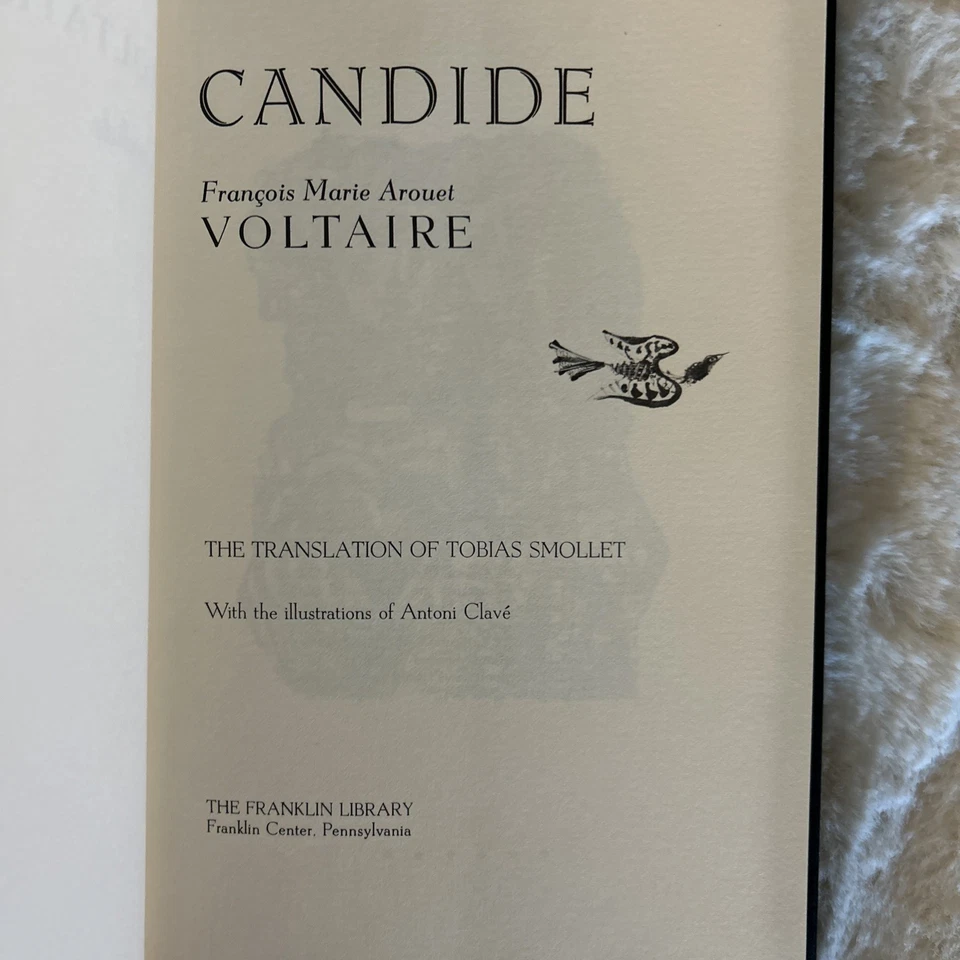 CANDIDE
François Marie Arouet
VOLTAIRE
THE TRANSLATION OF TOBIAS SMOLLET
With the illustrations of Antoni Clavé
THE FRANKLIN LIBRARY
Franklin Center, Pennsylvania